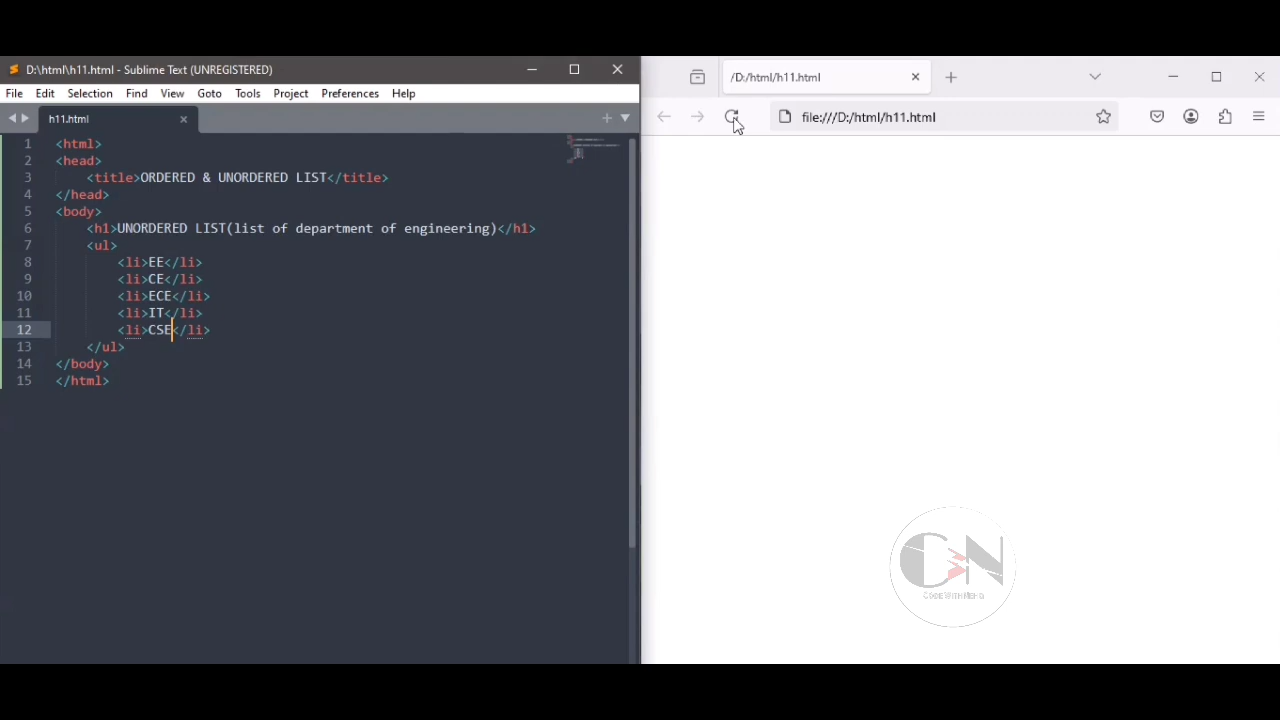 D:\html\h11.html - Sublime Text (UNREGISTERED)
File Edit Selection Find View Goto Tools Project Preferences Help
h11.html
1 <html>
2 <head>
3 <title>ORDERED & UNORDERED LIST</title>
4 </head>
5 <body>
6 <h1>UNORDERED LIST(list of department of engineering)</h1>
7 <ul>
8 <li>EE</li>
9 <li>CE</li>
10 <li>ECE</li>
11 <li>IT</li>
12 <li>CSE</li>
13 </ul>
14 </body>
15 </html>
/D:/html/h11.html
file:///D:/html/h11.html